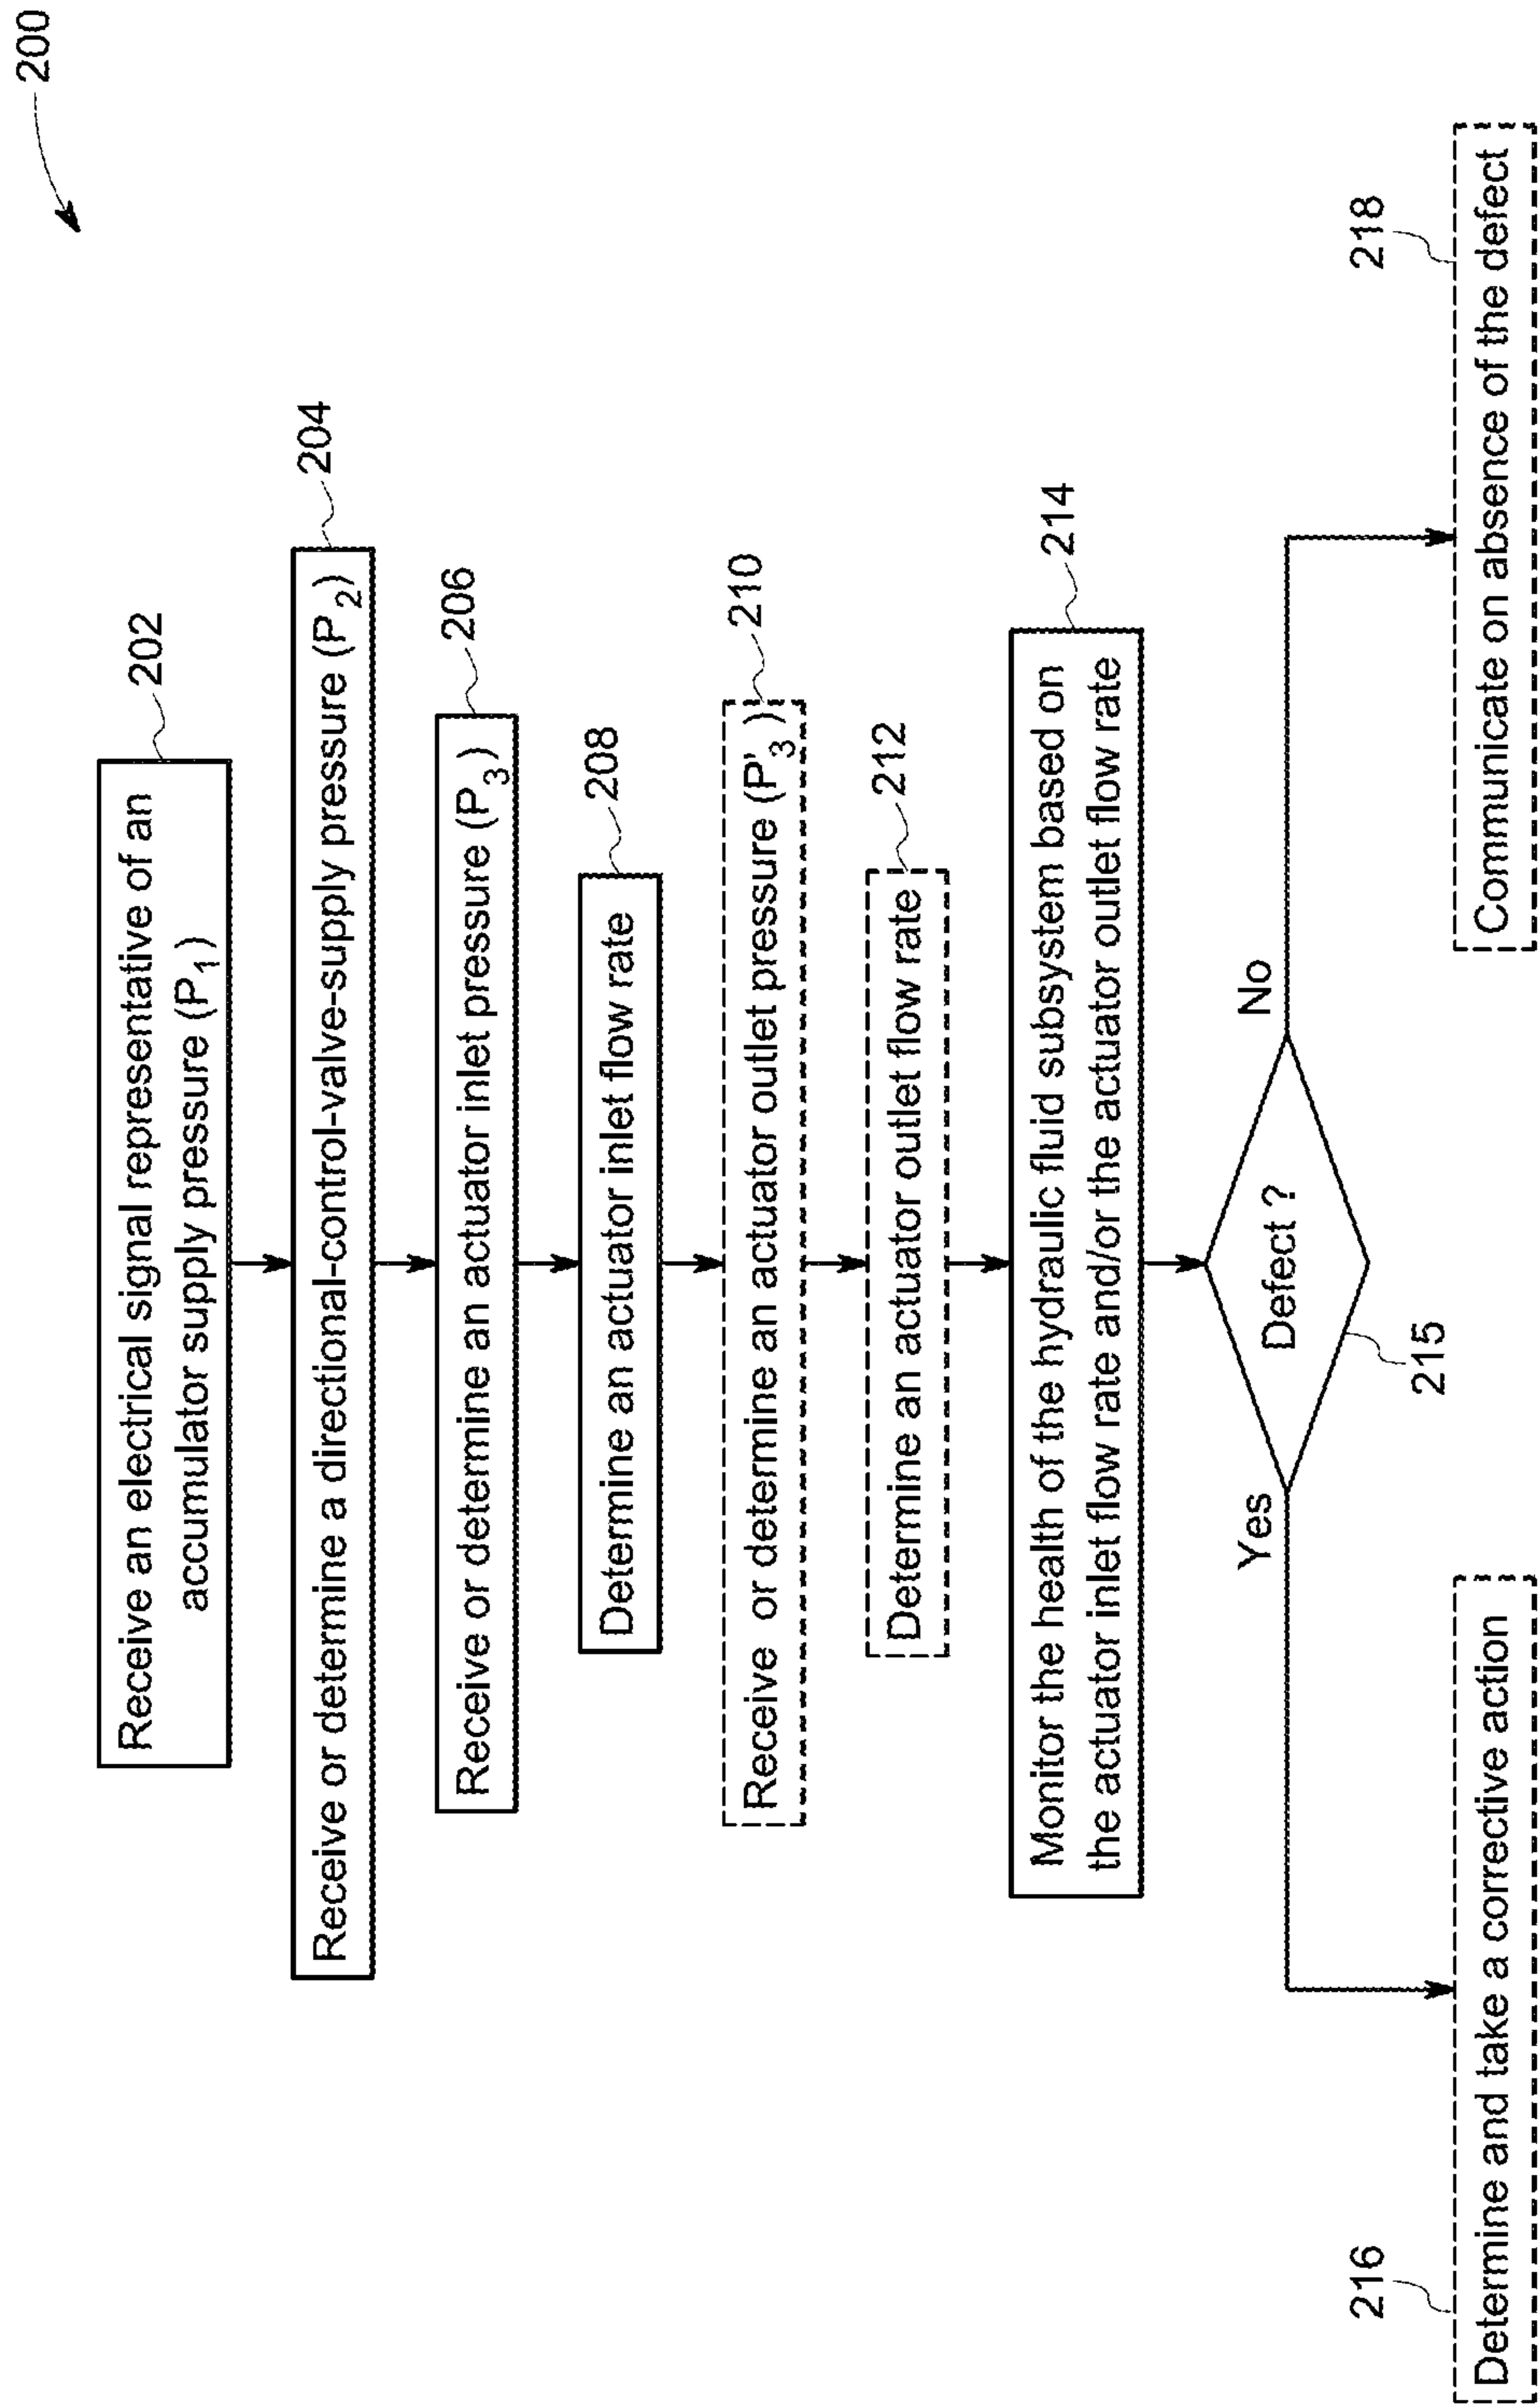 200
Receive an electrical signal representative of an
accumulator supply pressure (P1)
202
Receive or determine a directional-control-valve-supply pressure (P2)
204
Receive or determine an actuator inlet pressure (P3)
206
Determine an actuator inlet flow rate
208
Receive or determine an actuator outlet pressure (P'3)
210
Determine an actuator outlet flow rate
212
Monitor the health of the hydraulic fluid subsystem based on
the actuator inlet flow rate and/or the actuator outlet flow rate
214
Defect ?
215
Yes
No
216
Determine and take a corrective action
218
Communicate on absence of the defect